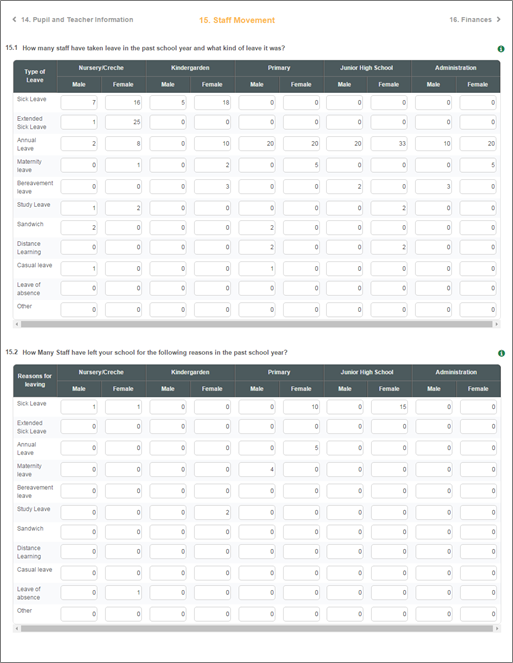 < 14. Pupil and Teacher Information 15. Staff Movement 16. Finances >
15.1 How many staff have taken leave in the past school year and what kind of leave it was?
Type of Leave Nursery/Creche Kindergarden Primary Junior High School Administration
Male Female Male Female Male Female Male Female Male Female
Sick Leave 7 16 5 18 0 0 0 0 0 0
Extended Sick Leave 1 25 0 0 0 0 0 0 0 0
Annual Leave 2 8 0 10 20 20 20 33 10 20
Maternity leave 0 1 0 2 0 5 0 0 0 5
Bereavement leave 0 0 0 3 0 0 2 0 3 0
Study Leave 1 2 0 0 0 0 0 2 0 0
Sandwich 2 0 0 0 2 0 0 0 0 0
Distance Learning 0 0 0 0 2 0 0 2 0 0
Casual leave 1 0 0 0 1 0 0 0 0 0
Leave of absence 0 0 0 0 0 0 0 0 0 0
Other 0 0 0 0 0 0 0 0 0 0
15.2 How Many Staff have left your school for the following reasons in the past school year?
Reasons for leaving Nursery/Creche Kindergarden Primary Junior High School Administration
Male Female Male Female Male Female Male Female Male Female
Sick Leave 1 1 0 0 0 10 0 15 0 0
Extended Sick Leave 0 0 0 0 0 0 0 0 0 0
Annual Leave 0 0 0 0 0 5 0 0 0 0
Maternity leave 0 0 0 0 4 0 0 0 0 0
Bereavement leave 0 0 0 0 0 0 0 0 0 0
Study Leave 0 0 0 2 0 0 0 0 0 0
Sandwich 0 0 0 0 0 0 0 0 0 0
Distance Learning 0 0 0 0 0 0 0 0 0 0
Casual leave 0 0 0 0 0 0 0 0 0 0
Leave of absence 0 1 0 0 0 0 0 0 0 0
Other 0 0 0 0 0 0 0 0 0 0